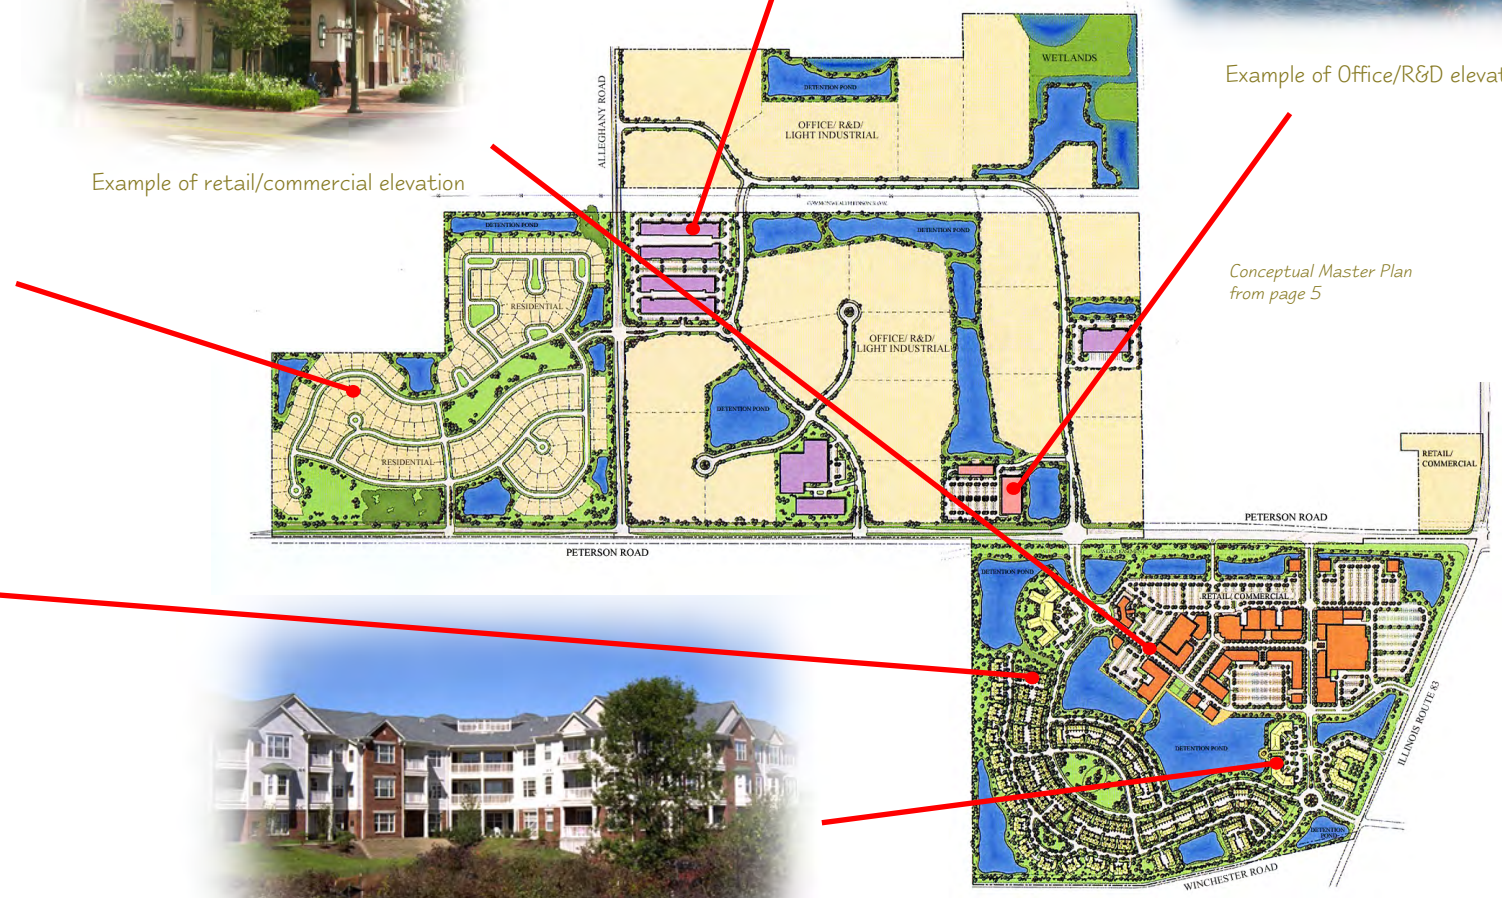 WETLANDS
Example of Office/R&D elevat
DETENTION POND
ALLEGHANY ROAD
OFFICE/ R&D/
LIGHT INDUSTRIAL
Example of retail/commercial elevation
DETENTION POND
DETENTION POND
Conceptual Master Plan
from page 5
RESIDENTIAL
OFFICE/ R&D/
LIGHT INDUSTRIAL
DETENTION POND
RESIDENTIAL
RETAIL/
COMMERCIAL
PETERSON ROAD
PETERSON ROAD
DETENTION POND
RETAIL/ COMMERCIAL
ILLINOIS ROUTE 83
DETENTION POND
DETENTION
POND
WINCHESTER ROAD